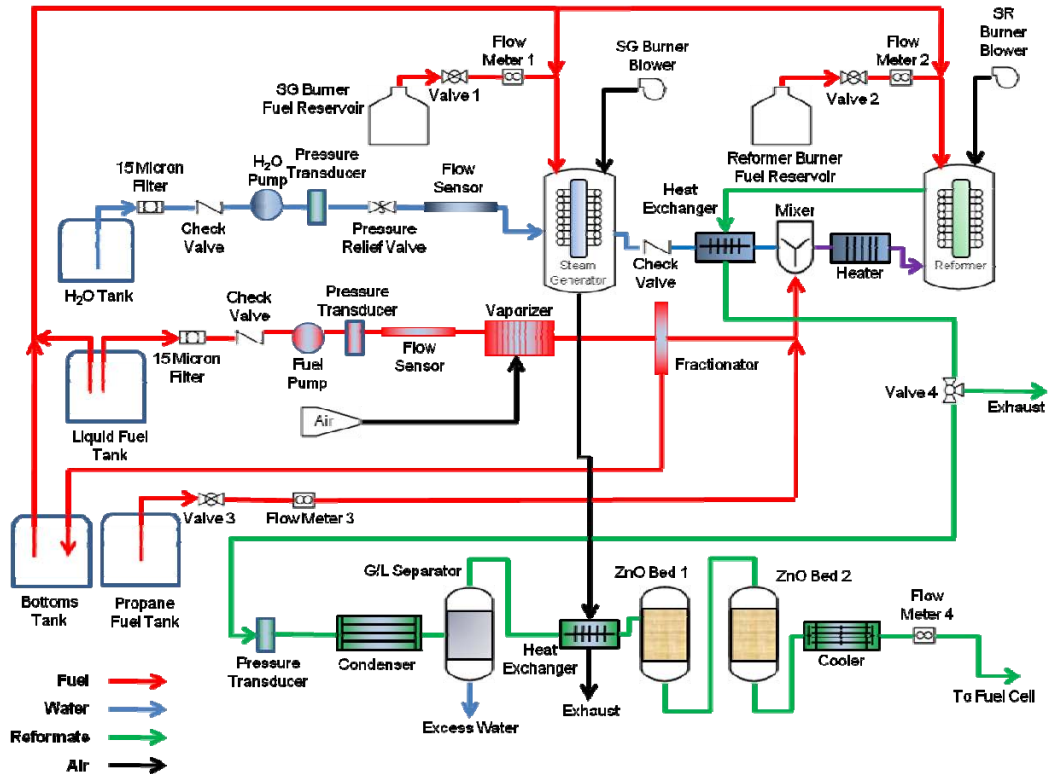 SR
Burner
Blower
Flow
Meter 1
SG Burner
Blower
Flow
Meter 2
Valve 1
SG Burner
Fuel Reservoir
Valve 2
Reformer Burner
Fuel Reservoir
15 Micron
Filter
H2O
Pump
Pressure
Transducer
Flow
Sensor
Heat
Exchanger
Mixer
Check
Valve
Pressure
Relief Valve
Steam
Generator
Check
Valve
Heater
Reformer
H2O Tank
Check
Valve
Pressure
Transducer
Vaporizer
15 Micron
Filter
Fuel
Pump
Flow
Sensor
Fractionator
Valve 4
Exhaust
Air
Liquid Fuel
Tank
Valve 3
Flow Meter 3
G/L Separator
ZnO Bed 1
ZnO Bed 2
Flow
Meter 4
Bottoms
Tank
Propane
Fuel Tank
Pressure
Transducer
Condenser
Heat
Exchanger
Cooler
To Fuel Cell
Excess Water
Exhaust
Fuel
Water
Reformate
Air